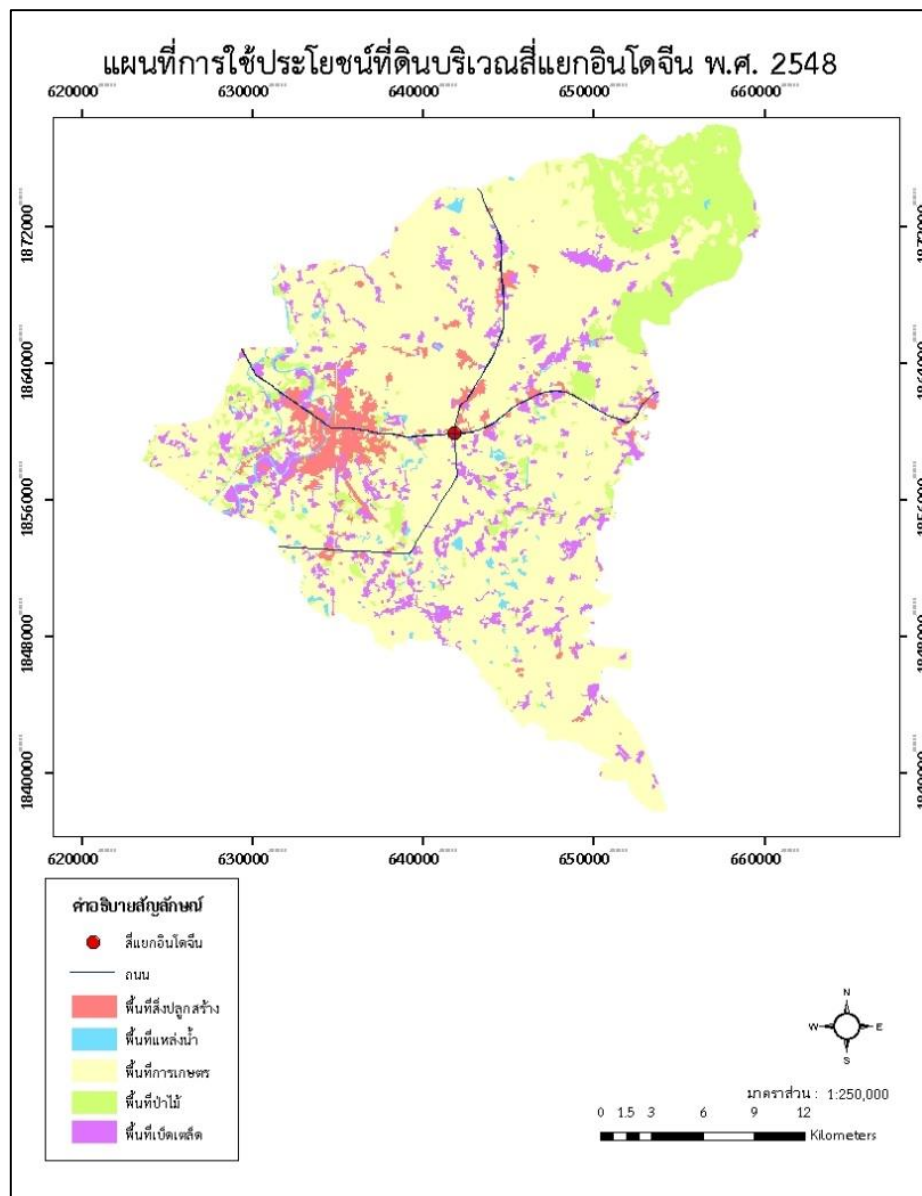 แผนที่การใช้ประโยชน์ที่ดินบริเวณสี่แยกอินโดจีน พ.ศ. 2548
620000 630000 640000 650000 660000
1872000 1872000
1864000 1864000
1856000 1856000
1848000 1848000
1840000 1840000
620000 630000 640000 650000 660000
คำอธิบายสัญลักษณ์
สี่แยกอินโดจีน
ถนน
พื้นที่สิ่งปลูกสร้าง
พื้นที่แหล่งน้ำ
พื้นที่การเกษตร
พื้นที่ป่าไม้
พื้นที่เบ็ดเตล็ด
N
W E
S
มาตราส่วน : 1:250,000
0 1.5 3 6 9 12
Kilometers